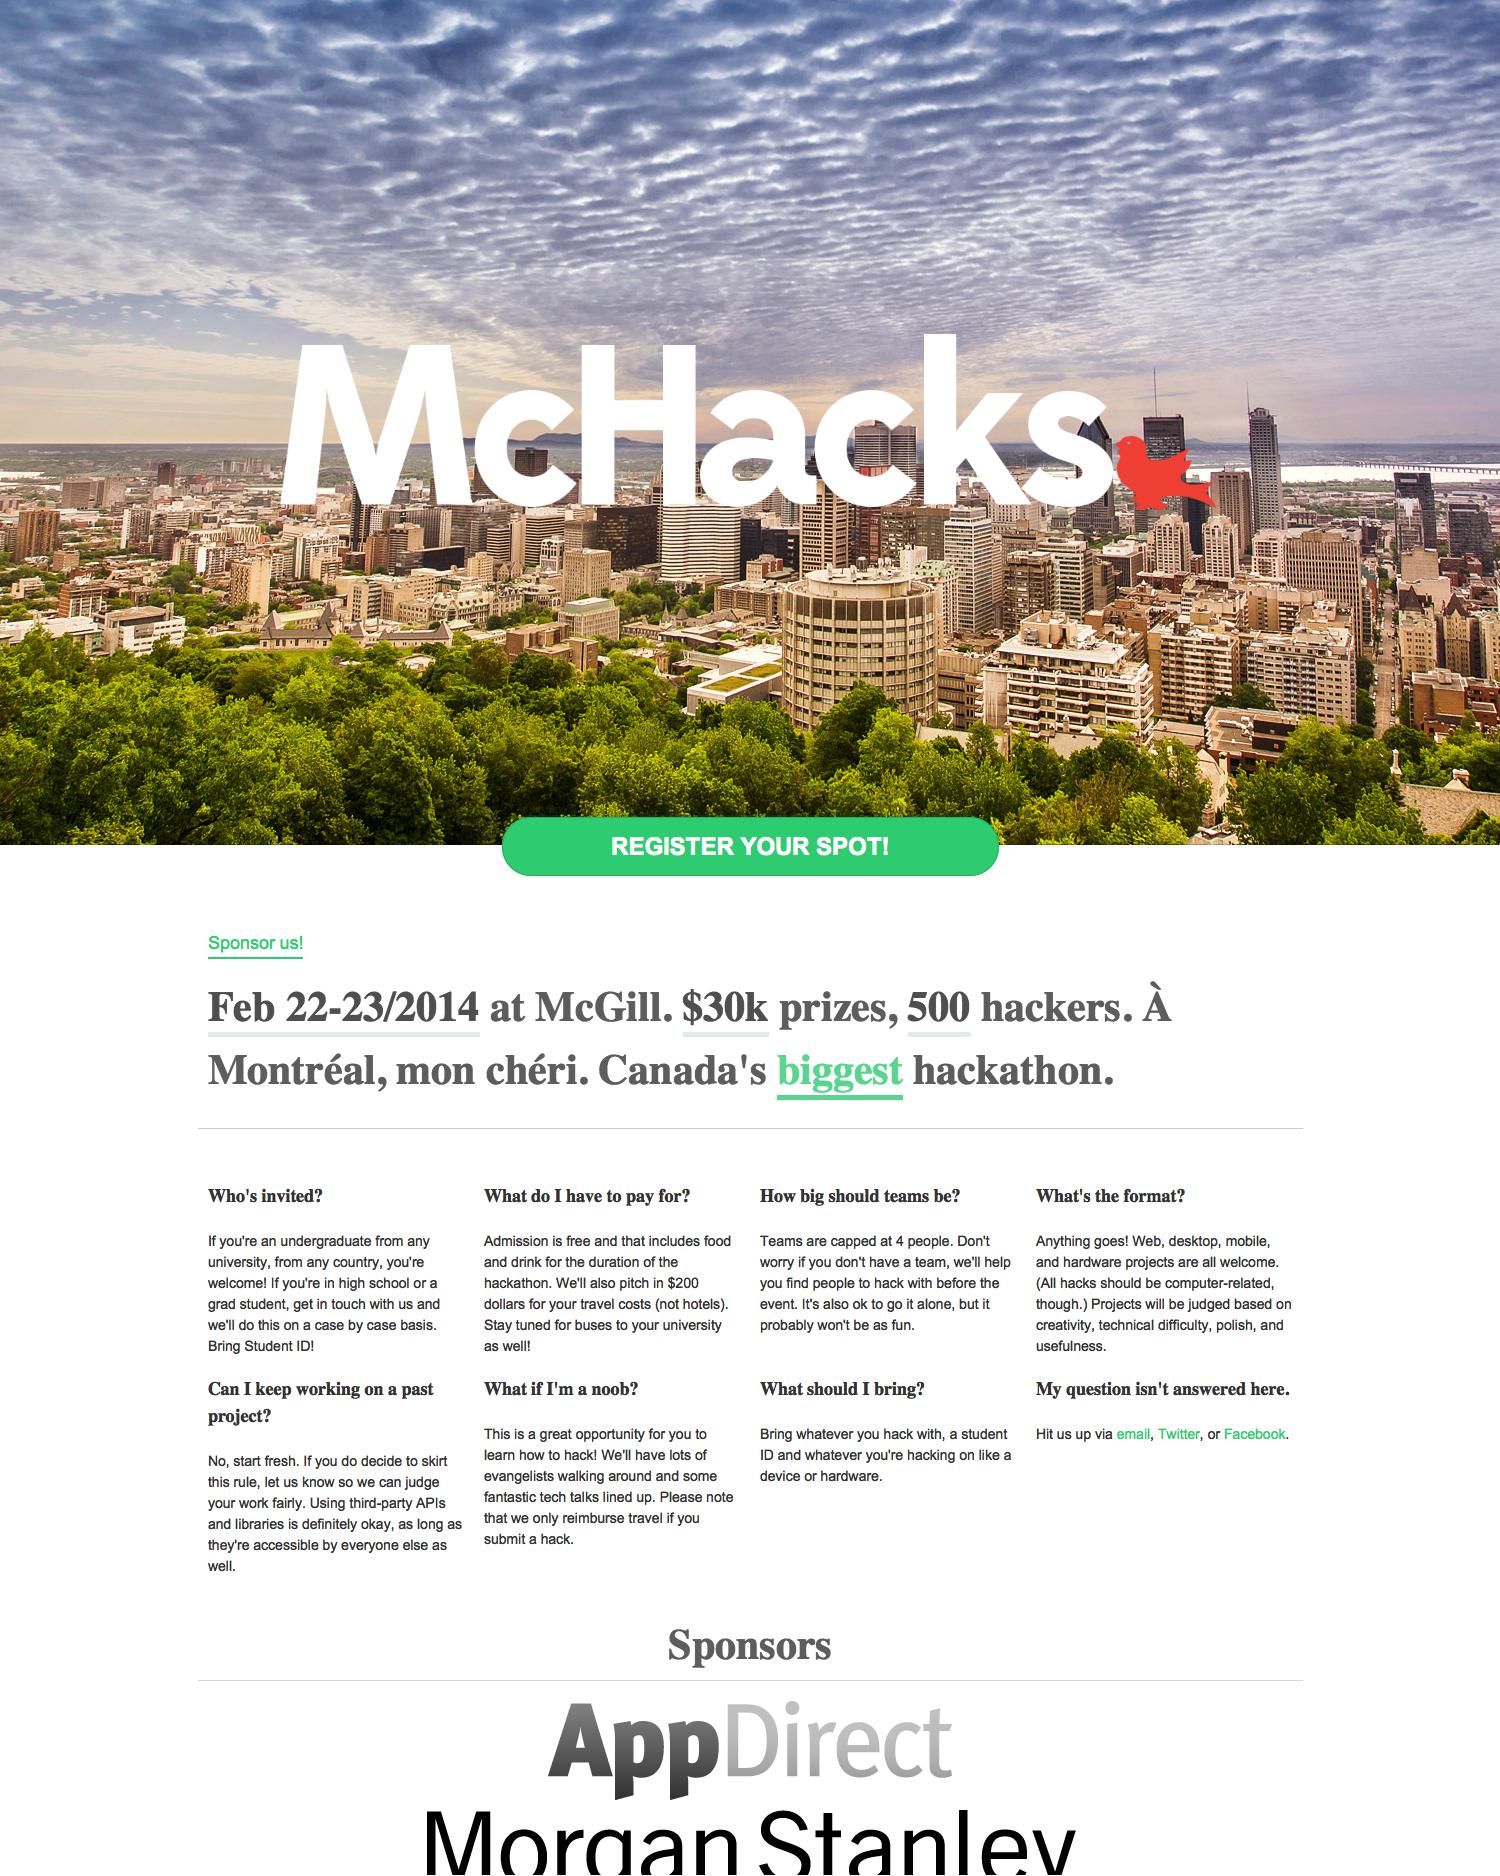 McHacks
REGISTER YOUR SPOT!
Sponsor us!
Feb 22-23/2014 at McGill. $30k prizes, 500 hackers. À
Montréal, mon chéri. Canada's biggest hackathon.
Who's invited?
If you're an undergraduate from any
university, from any country, you're
welcome! If you're in high school or a
grad student, get in touch with us and
we'll do this on a case by case basis.
Bring Student ID!
What do I have to pay for?
Admission is free and that includes food
and drink for the duration of the
hackathon. We'll also pitch in $200
dollars for your travel costs (not hotels).
Stay tuned for buses to your university
as well!
How big should teams be?
Teams are capped at 4 people. Don't
worry if you don't have a team, we'll help
you find people to hack with before the
event. It's also ok to go it alone, but it
probably won't be as fun.
What's the format?
Anything goes! Web, desktop, mobile,
and hardware projects are all welcome.
(All hacks should be computer-related,
though.) Projects will be judged based on
creativity, technical difficulty, polish, and
usefulness.
Can I keep working on a past
project?
No, start fresh. If you do decide to skirt
this rule, let us know so we can judge
your work fairly. Using third-party APIs
and libraries is definitely okay, as long as
they're accessible by everyone else as
well.
What if I'm a noob?
This is a great opportunity for you to
learn how to hack! We'll have lots of
evangelists walking around and some
fantastic tech talks lined up. Please note
that we only reimburse travel if you
submit a hack.
What should I bring?
Bring whatever you hack with, a student
ID and whatever you're hacking on like a
device or hardware.
My question isn't answered here.
Hit us up via email, Twitter, or Facebook.
Sponsors
AppDirect
Morgan Stanley